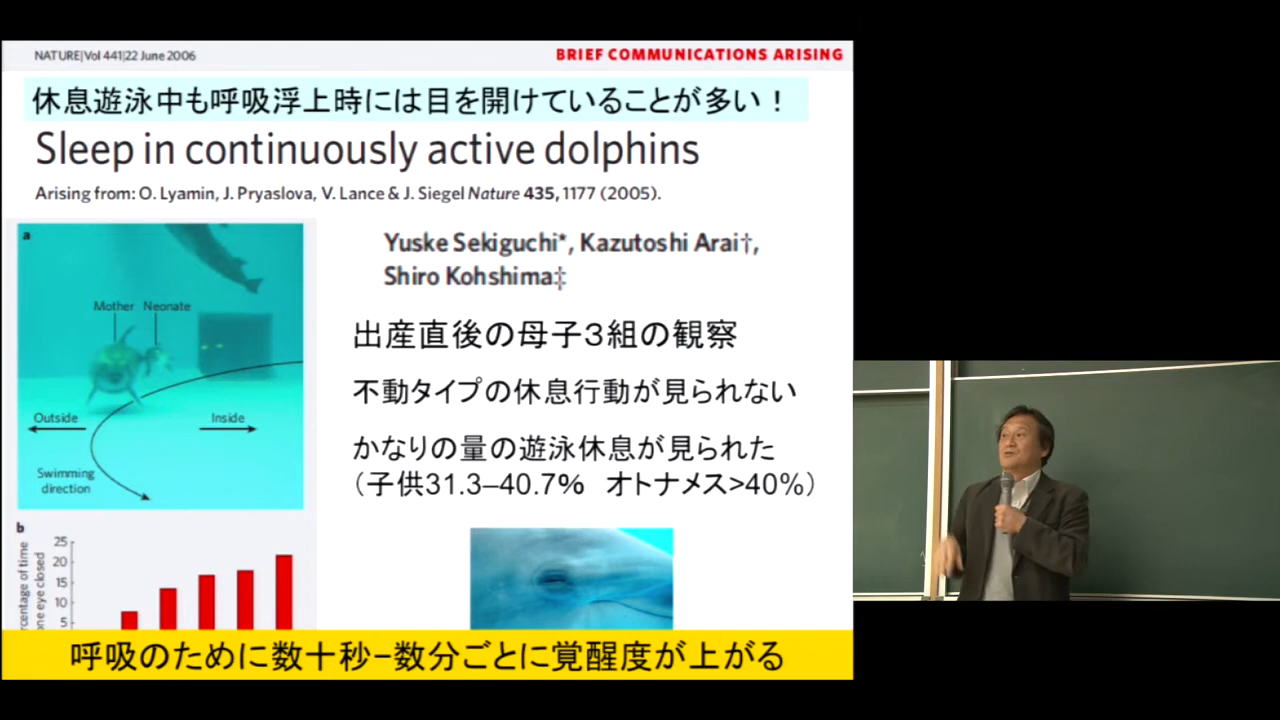 NATURE|Vol 441|22 June 2006
BRIEF COMMUNICATIONS ARISING
休息遊泳中も呼吸浮上時には目を開けていることが多い！
Sleep in continuously active dolphins
Arising from: O. Lyamin, J. Pryaslova, V. Lance & J. Siegel Nature 435, 1177 (2005).
a
Mother Neonate
Outside
Inside
Swimming
direction
Yuske Sekiguchi*, Kazutoshi Arai†,
Shiro Kohshima‡
出産直後の母子３組の観察
不動タイプの休息行動が見られない
かなりの量の遊泳休息が見られた
（子供31.3–40.7%　オトナメス>40%）
b
of time
one eye closed
25
20
15
10
5
呼吸のために数十秒−数分ごとに覚醒度が上がる